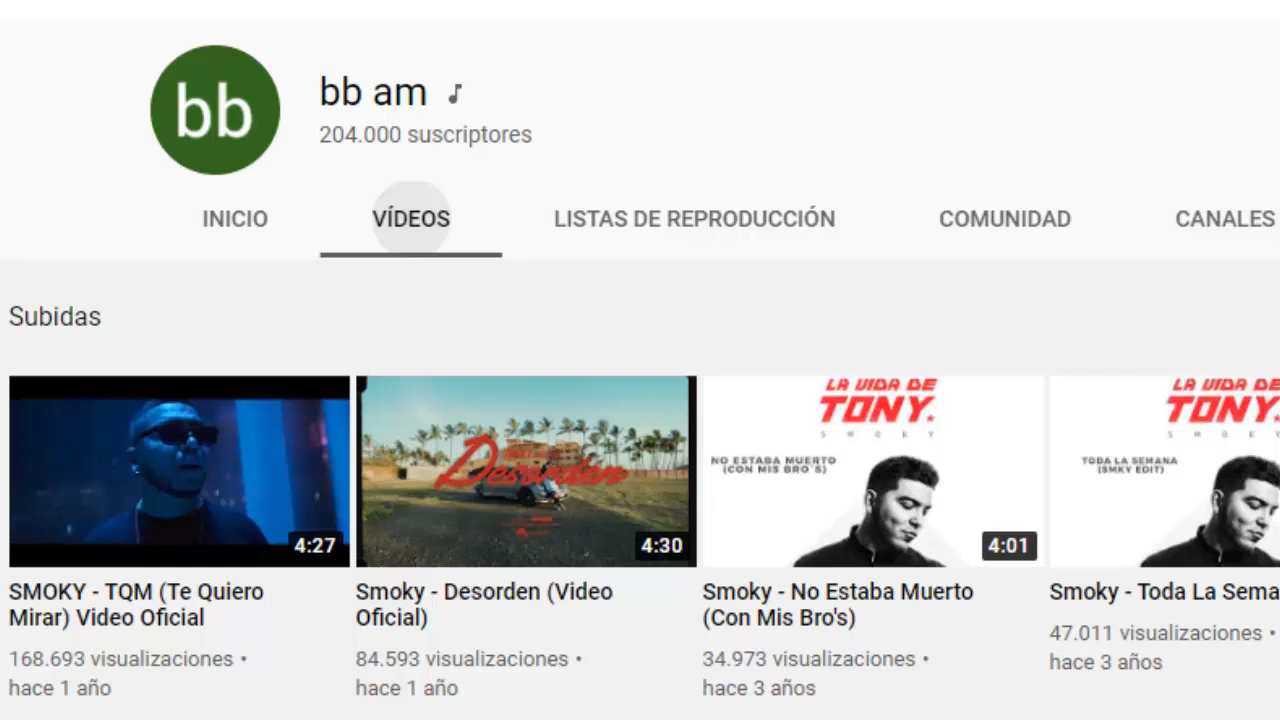 bb
bb am
204.000 suscriptores
INICIO
VÍDEOS
LISTAS DE REPRODUCCIÓN
COMUNIDAD
CANALES
Subidas
4:27
SMOKY - TQM (Te Quiero
Mirar) Video Oficial
168.693 visualizaciones •
hace 1 año
Desorden
4:30
Smoky - Desorden (Video
Oficial)
84.593 visualizaciones •
hace 1 año
LA VIDA DE
TONY.
SMOKY
NO ESTABA MUERTO
(CON MIS BRO´S)
4:01
Smoky - No Estaba Muerto
(Con Mis Bro's)
34.973 visualizaciones •
hace 3 años
LA VIDA DE
TONY.
SMOK
TODA LA SEMANA
(SMKY EDIT)
Smoky - Toda La Sema
47.011 visualizaciones •
hace 3 años